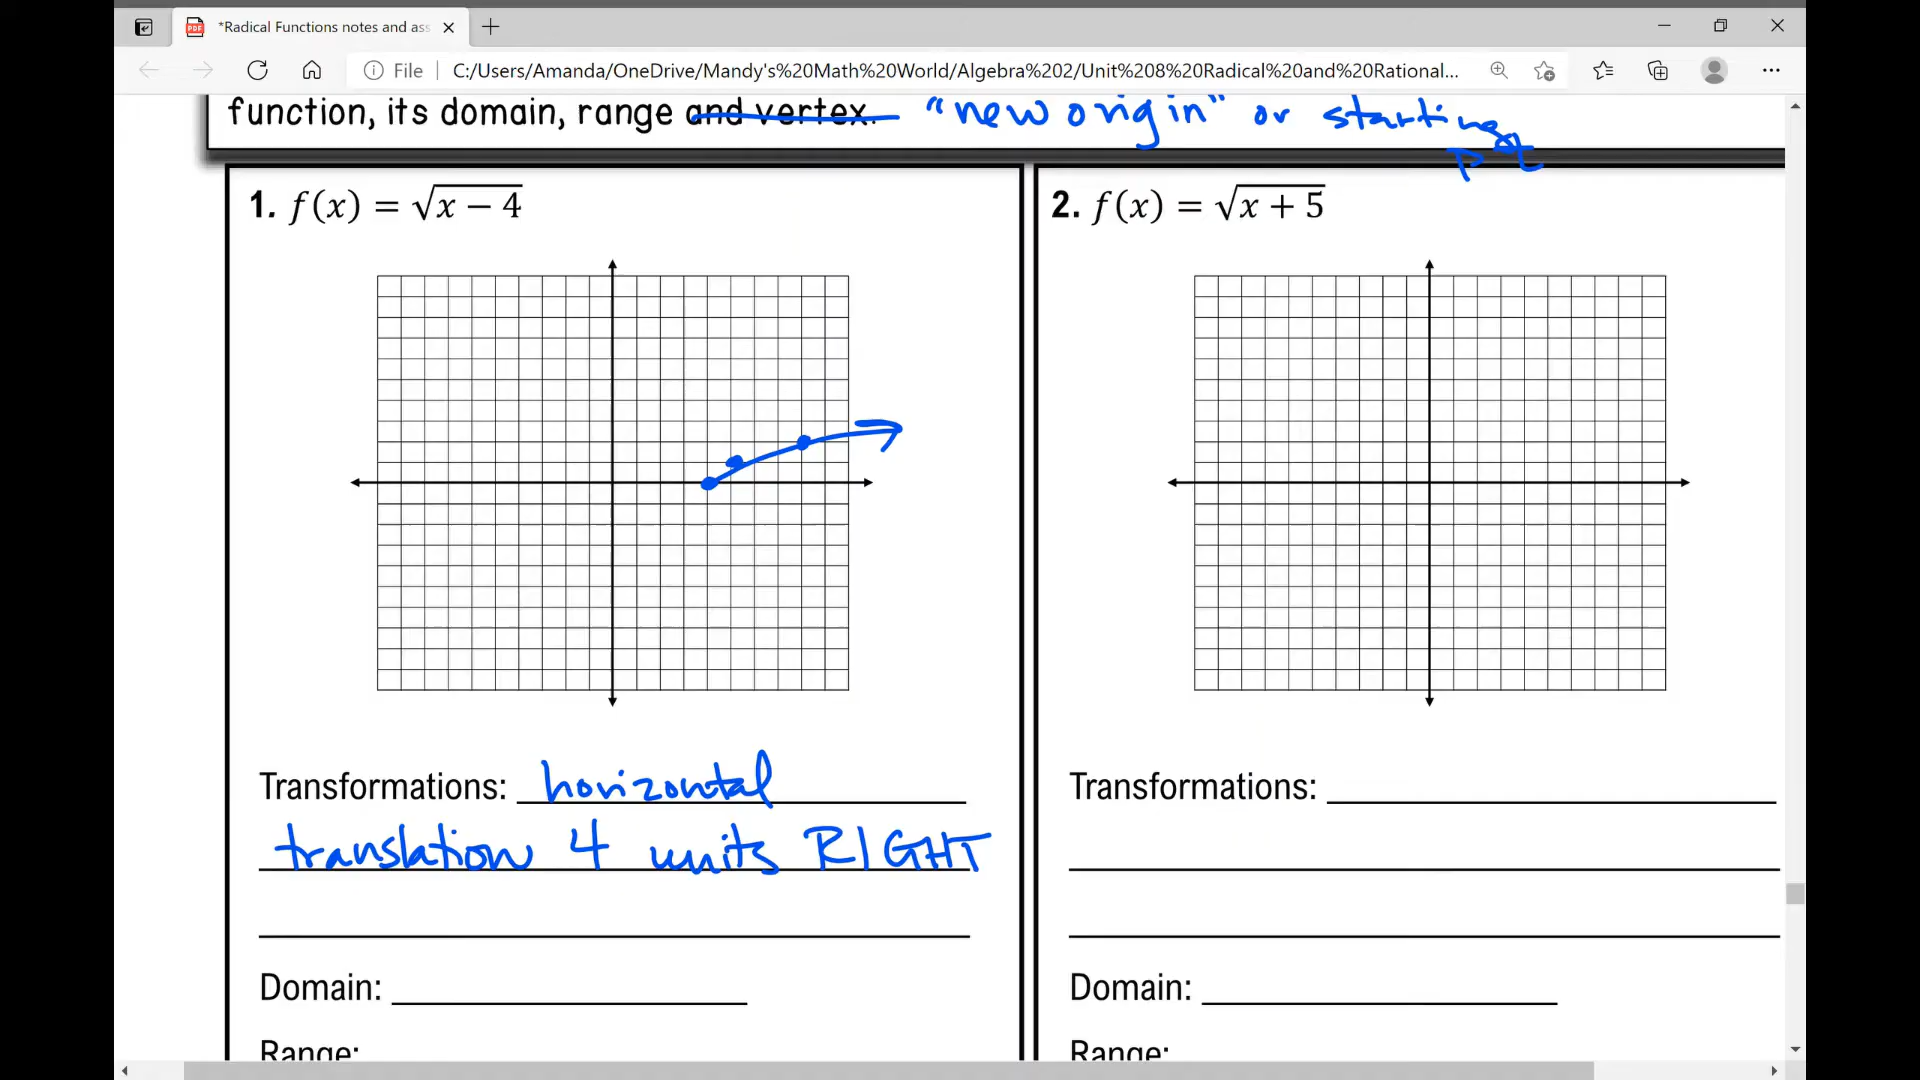 *Radical Functions notes and ass
File C:/Users/Amanda/OneDrive/Mandy's%20Math%20World/Algebra%202/Unit%208%20Radical%20and%20Rational...
function, its domain, range and vertex. "new origin" or starting
pt
1. f(x) = √x − 4
2. f(x) = √x + 5
Transformations: horizontal
translation 4 units RIGHT
Transformations:
Domain:
Domain:
Range:
Range: